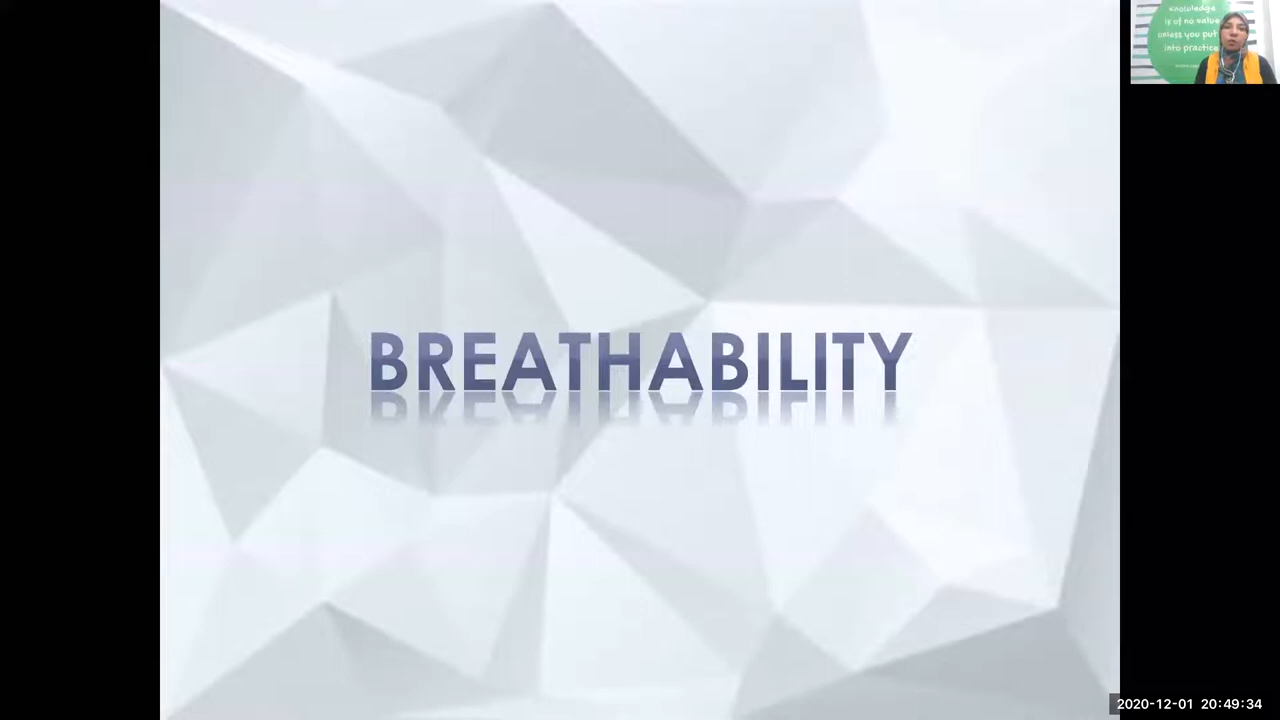 BREATHABILITY
knowledge
is of no value
unless you put
into practice
2020-12-01 20:49:34